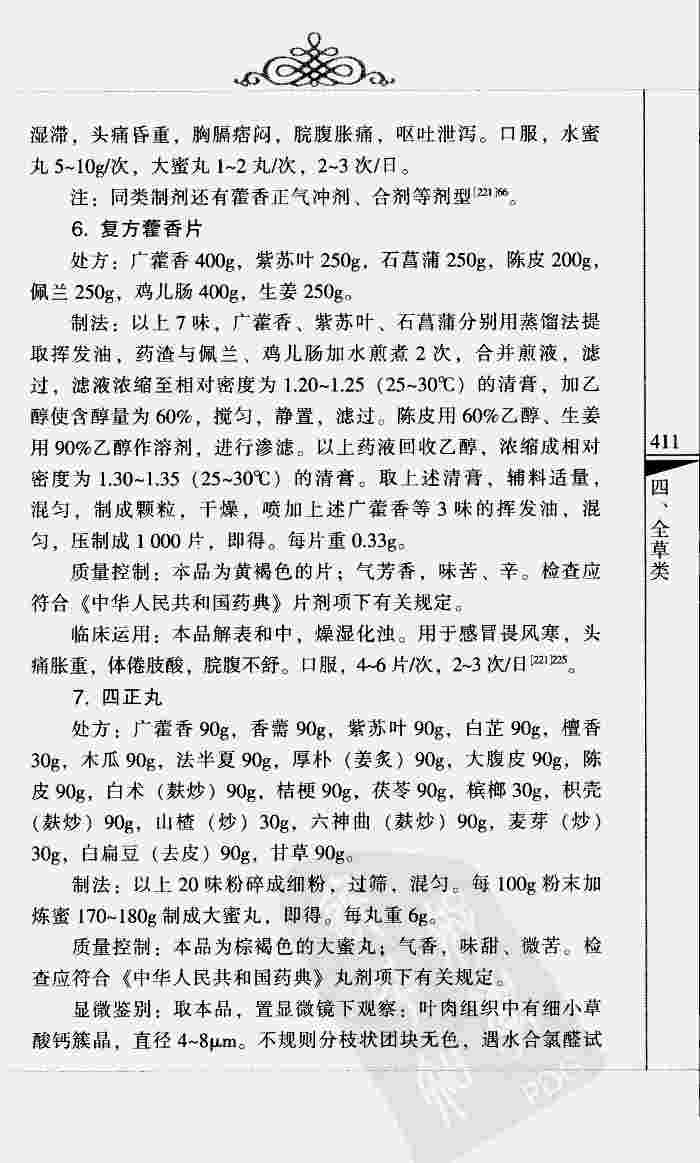 湿滞，头痛昏重，胸膈痞闷，脘腹胀痛，呕吐泄泻。口服，水蜜
丸 5~10g/次，大蜜丸 1~2 丸/次，2~3 次/日。
注：同类制剂还有藿香正气冲剂、合剂等剂型[221]66。
6. 复方藿香片
处方：广藿香 400g，紫苏叶 250g，石菖蒲 250g，陈皮 200g，
佩兰 250g，鸡儿肠 400g，生姜 250g。
制法：以上 7 味，广藿香、紫苏叶、石菖蒲分别用蒸馏法提
取挥发油，药渣与佩兰、鸡儿肠加水煎煮 2 次，合并煎液，滤
过，滤液浓缩至相对密度为 1.20~1.25（25~30℃）的清膏，加乙
醇使含醇量为 60%，搅匀，静置，滤过。陈皮用 60%乙醇、生姜
用 90%乙醇作溶剂，进行渗滤。以上药液回收乙醇，浓缩成相对
密度为 1.30~1.35（25~30℃）的清膏。取上述清膏，辅料适量，
混匀，制成颗粒，干燥，喷加上述广藿香等 3 味的挥发油，混
匀，压制成 1 000 片，即得。每片重 0.33g。
质量控制：本品为黄褐色的片；气芳香，味苦、辛。检查应
符合《中华人民共和国药典》片剂项下有关规定。
临床运用：本品解表和中，燥湿化浊。用于感冒畏风寒，头
痛胀重，体倦肢酸，脘腹不舒。口服，4~6 片/次，2~3 次/日[221]225。
7. 四正丸
处方：广藿香 90g，香薷 90g，紫苏叶 90g，白芷 90g，檀香
30g，木瓜 90g，法半夏 90g，厚朴（姜炙）90g，大腹皮 90g，陈
皮 90g，白术（麸炒）90g，桔梗 90g，茯苓 90g，槟榔 30g，枳壳
（麸炒）90g，山楂（炒）30g，六神曲（麸炒）90g，麦芽（炒）
30g，白扁豆（去皮）90g，甘草 90g。
制法：以上 20 味粉碎成细粉，过筛，混匀。每 100g 粉末加
炼蜜 170~180g 制成大蜜丸，即得。每丸重 6g。
质量控制：本品为棕褐色的大蜜丸；气香，味甜、微苦。检
查应符合《中华人民共和国药典》丸剂项下有关规定。
显微鉴别：取本品，置显微镜下观察：叶肉组织中有细小草
酸钙簇晶，直径 4~8μm。不规则分枝状团块无色，遇水合氯醛试
411
四、全草类